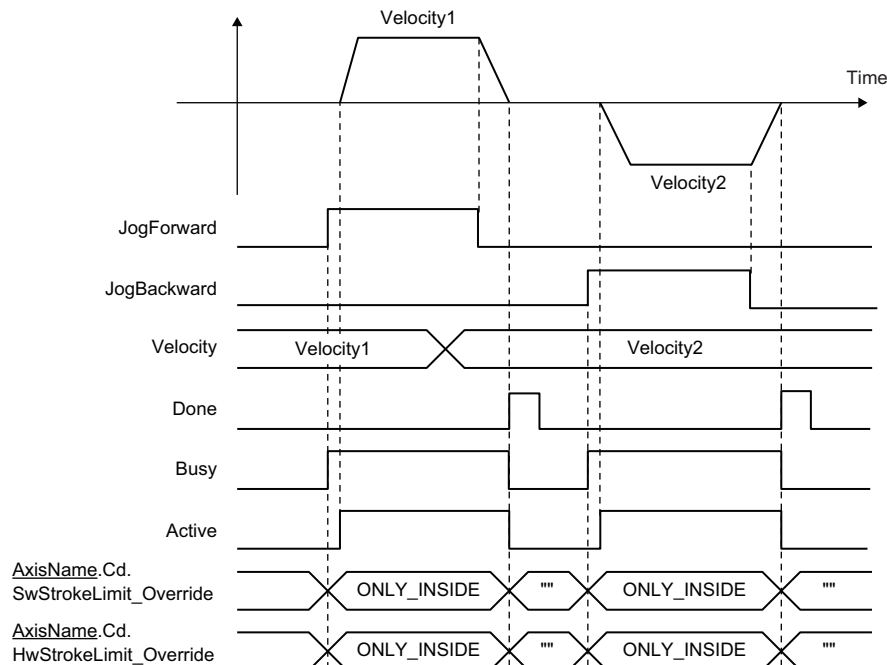 Velocity1
Time
Velocity2
JogForward
JogBackward
Velocity Velocity1 Velocity2
Done
Busy
Active
AxisName.Cd.
SwStrokeLimit_Override ONLY_INSIDE "" ONLY_INSIDE ""
AxisName.Cd.
HwStrokeLimit_Override ONLY_INSIDE "" ONLY_INSIDE ""